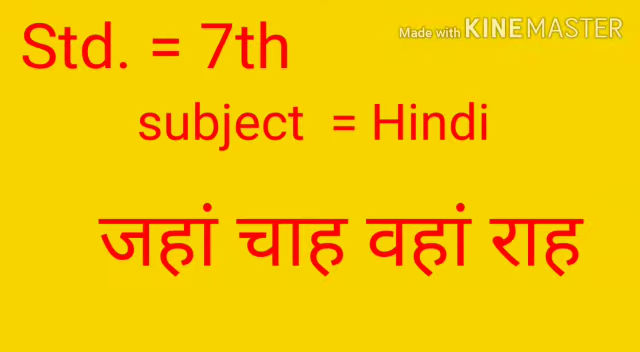 Std. = 7th
Made with KINEMASTER
subject = Hindi
जहां चाह वहां राह